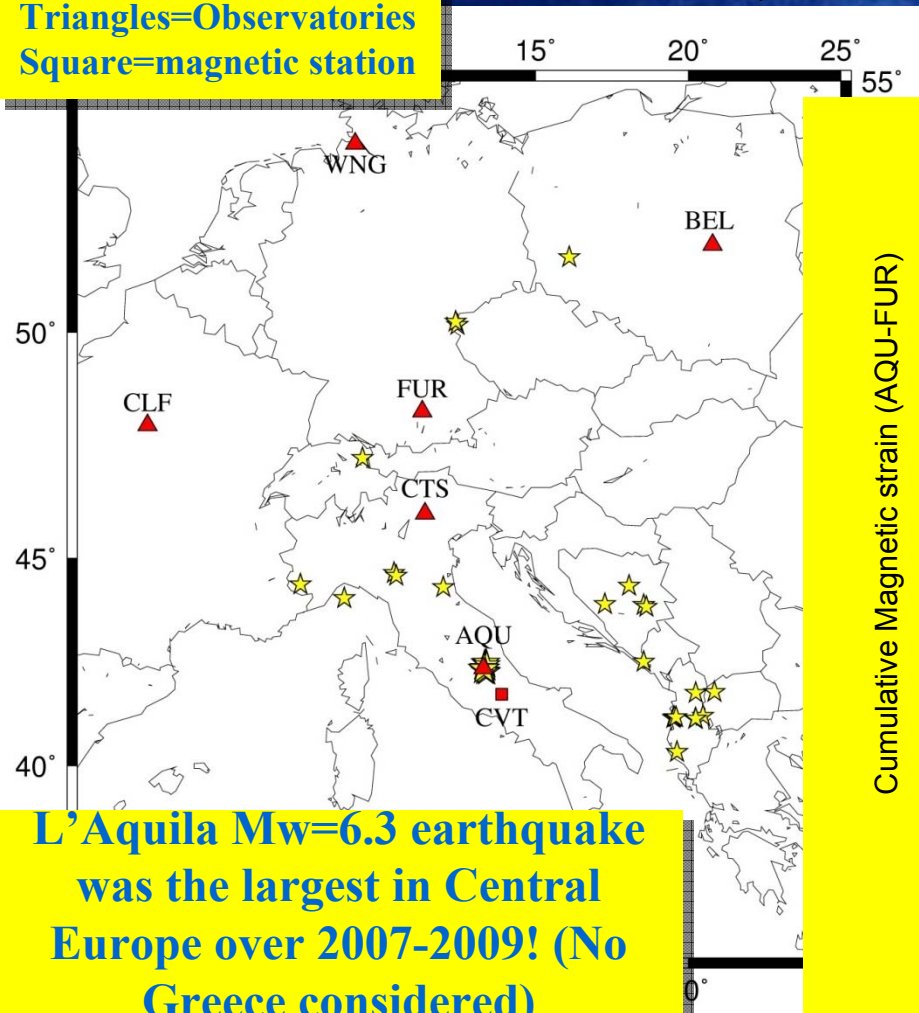 Triangles=Observatories
Square=magnetic station
15°
20°
25°
55°
WNG
BEL
50°
FUR
CLF
CTS
45°
AQU
CVT
40°
Cumulative Magnetic strain (AQU-FUR)
L’Aquila Mw=6.3 earthquake
was the largest in Central
Europe over 2007-2009! (No
Greece considered)
0°